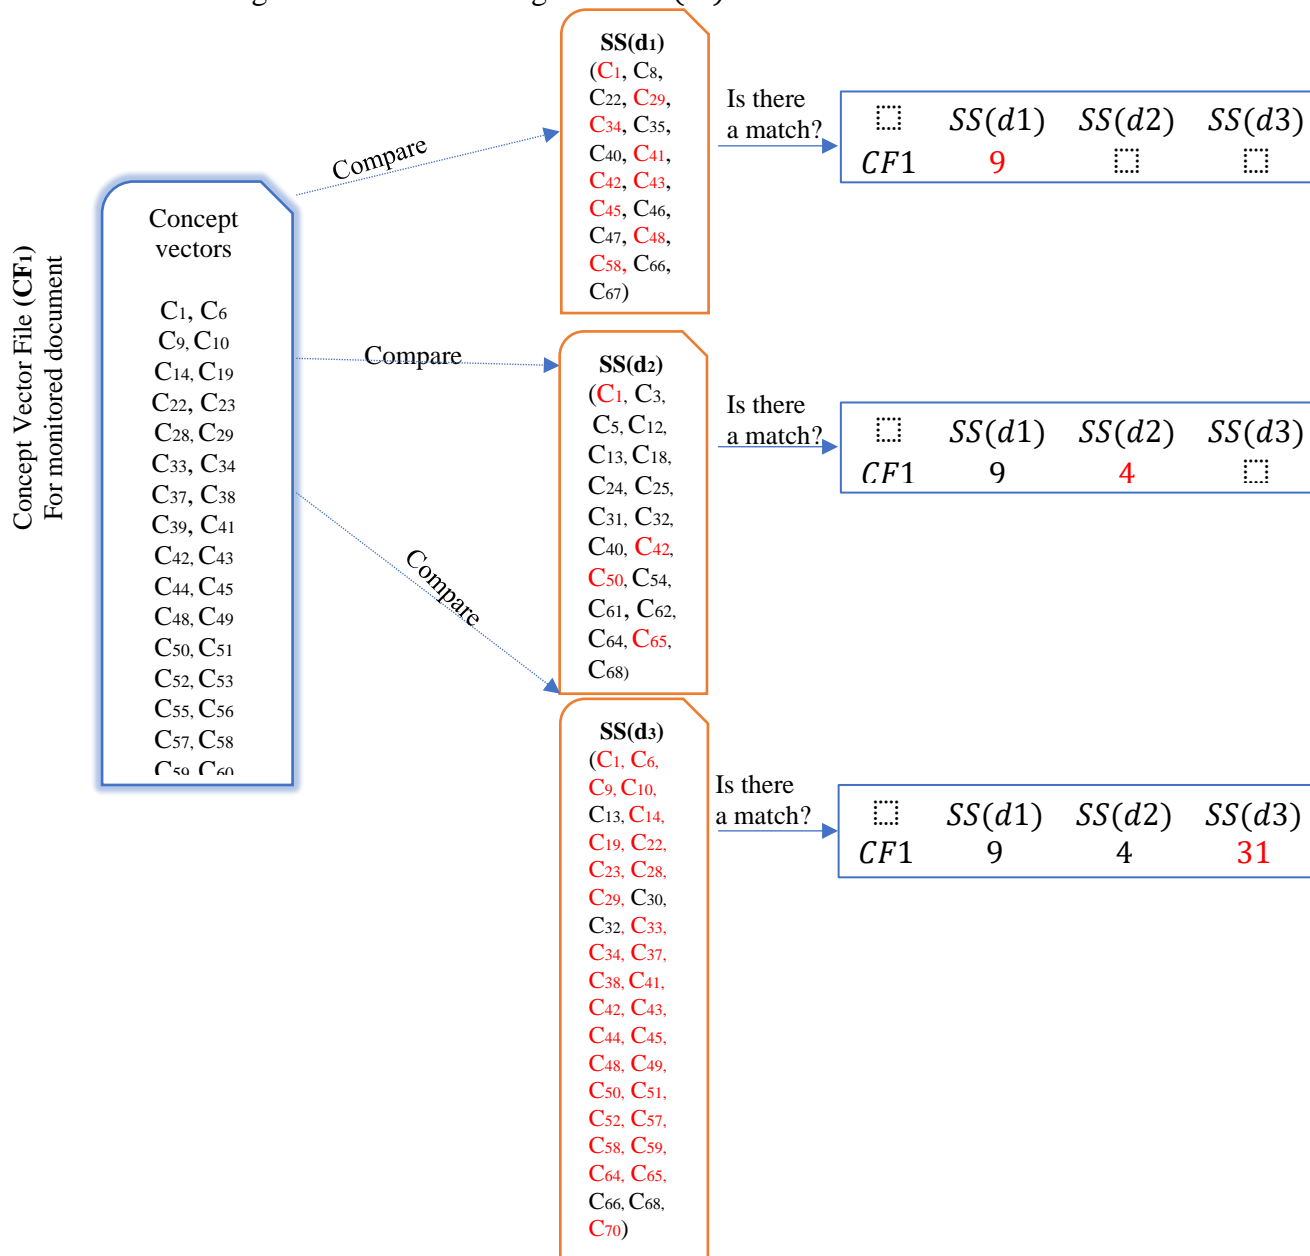 Concept Vector File (CF1)
For monitored document
Concept
vectors
C1, C6
C9, C10
C14, C19
C22, C23
C28, C29
C33, C34
C37, C38
C39, C41
C42, C43
C44, C45
C48, C49
C50, C51
C52, C53
C55, C56
C57, C58
C59, C60
Compare
Compare
Compare
SS(d1)
(C1, C8,
C22, C29,
C34, C35,
C40, C41,
C42, C43,
C45, C46,
C47, C48,
C58, C66,
C67)
Is there
a match?
SS(d1) SS(d2) SS(d3)
CF1 9
SS(d2)
(C1, C3,
C5, C12,
C13, C18,
C24, C25,
C31, C32,
C40, C42,
C50, C54,
C61, C62,
C64, C65,
C68)
Is there
a match?
SS(d1) SS(d2) SS(d3)
CF1 9 4
SS(d3)
(C1, C6,
C9, C10,
C13, C14,
C19, C22,
C23, C28,
C29, C30,
C32, C33,
C34, C37,
C38, C41,
C42, C43,
C44, C45,
C48, C49,
C50, C51,
C52, C57,
C58, C59,
C64, C65,
C66, C68,
C70)
Is there
a match?
SS(d1) SS(d2) SS(d3)
CF1 9 4 31